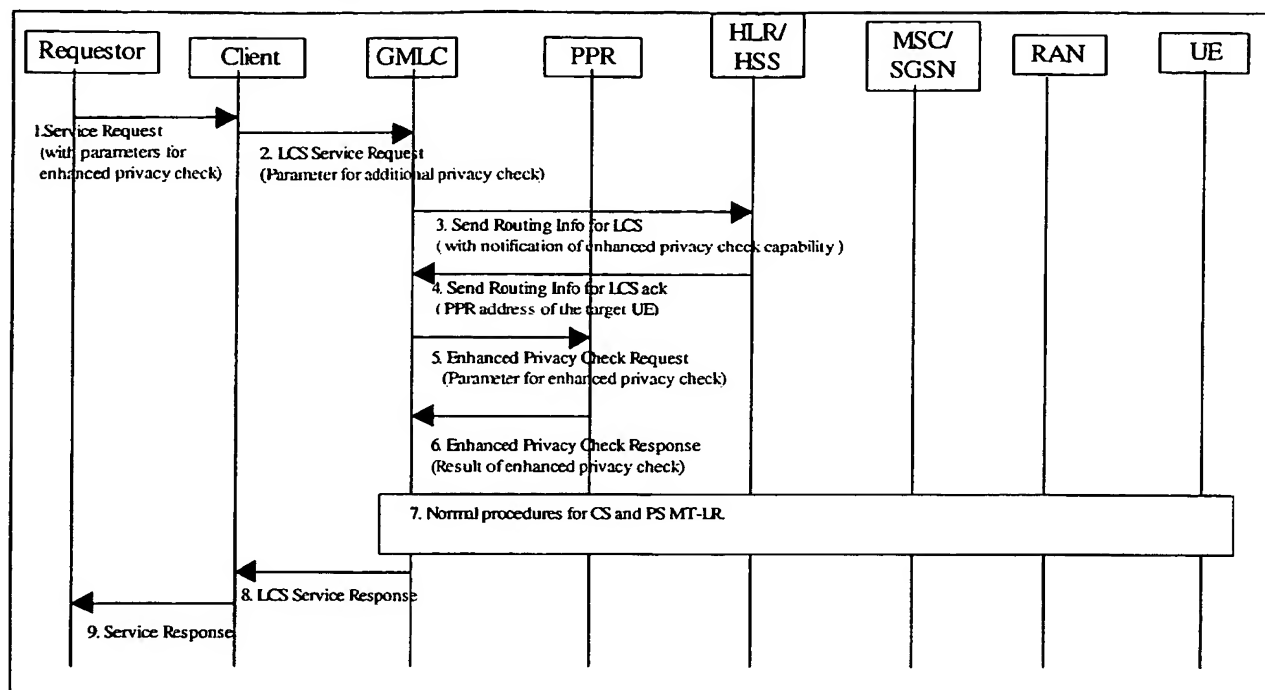 Requestor
Client
GMLC
PPR
HLR/
HSS
MSC/
SGSN
RAN
UE
1.Service Request
(with parameters for
enhanced privacy check)
2. LCS Service Request
(Parameter for additional privacy check)
3. Send Routing Info for LCS
( with notification of enhanced privacy check capability )
4. Send Routing Info for LCS ack
( PPR address of the target UE)
5. Enhanced Privacy Check Request
(Parameter for enhanced privacy check)
6. Enhanced Privacy Check Response
(Result of enhanced privacy check)
7. Normal procedures for CS and PS MT-LR.
8. LCS Service Response
9. Service Response